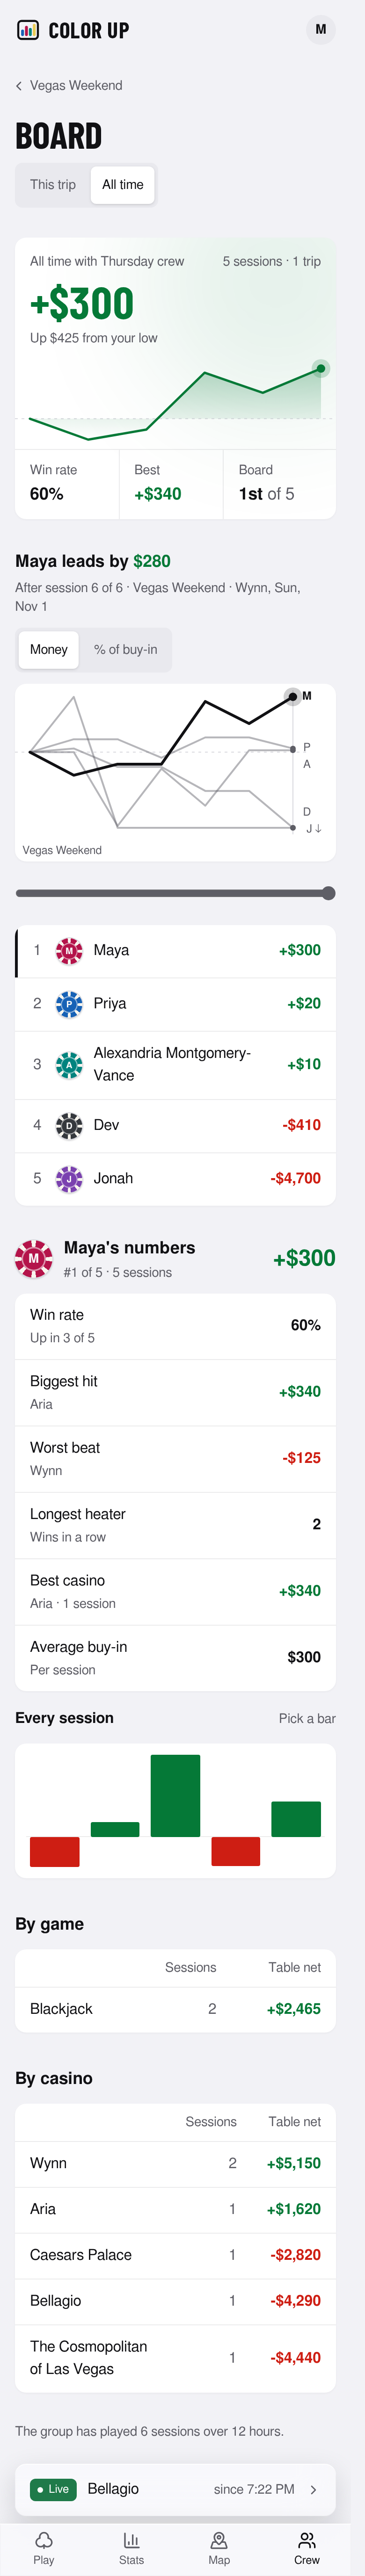 COLOR UP
M
Vegas Weekend
BOARD
This trip
All time
All time with Thursday crew
5 sessions · 1 trip
+$300
Up $425 from your low
Win rate
60%
Best
+$340
Board
1st of 5
Maya leads by $280
After session 6 of 6 · Vegas Weekend · Wynn, Sun,
Nov 1
Money
% of buy-in
M
P
A
D
J↓
Vegas Weekend
1 M Maya +$300
2 P Priya +$20
3 A Alexandria Montgomery-
Vance +$10
4 D Dev -$410
5 J Jonah -$4,700
M
Maya's numbers
#1 of 5 · 5 sessions
+$300
Win rate
Up in 3 of 5
60%
Biggest hit
Aria
+$340
Worst beat
Wynn
-$125
Longest heater
Wins in a row
2
Best casino
Aria · 1 session
+$340
Average buy-in
Per session
$300
Every session
Pick a bar
By game
Sessions Table net
Blackjack 2 +$2,465
By casino
Sessions Table net
Wynn 2 +$5,150
Aria 1 +$1,620
Caesars Palace 1 -$2,820
Bellagio 1 -$4,290
The Cosmopolitan
of Las Vegas 1 -$4,440
The group has played 6 sessions over 12 hours.
Live Bellagio since 7:22 PM
Play
Stats
Map
Crew